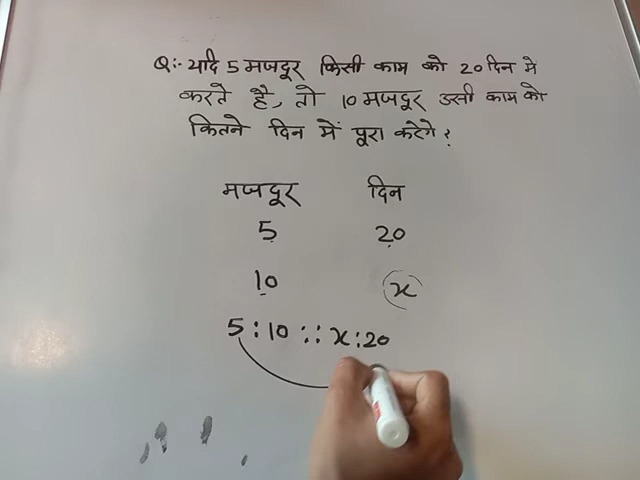 Q:- यदि 5 मजदूर किसी काम को 20 दिन मे
करते है, तो 10 मजदूर उसी काम को
कितने दिन में पूरा करेगे?
मजदूर दिन
5 20
10 x
5 : 10 :: x : 20